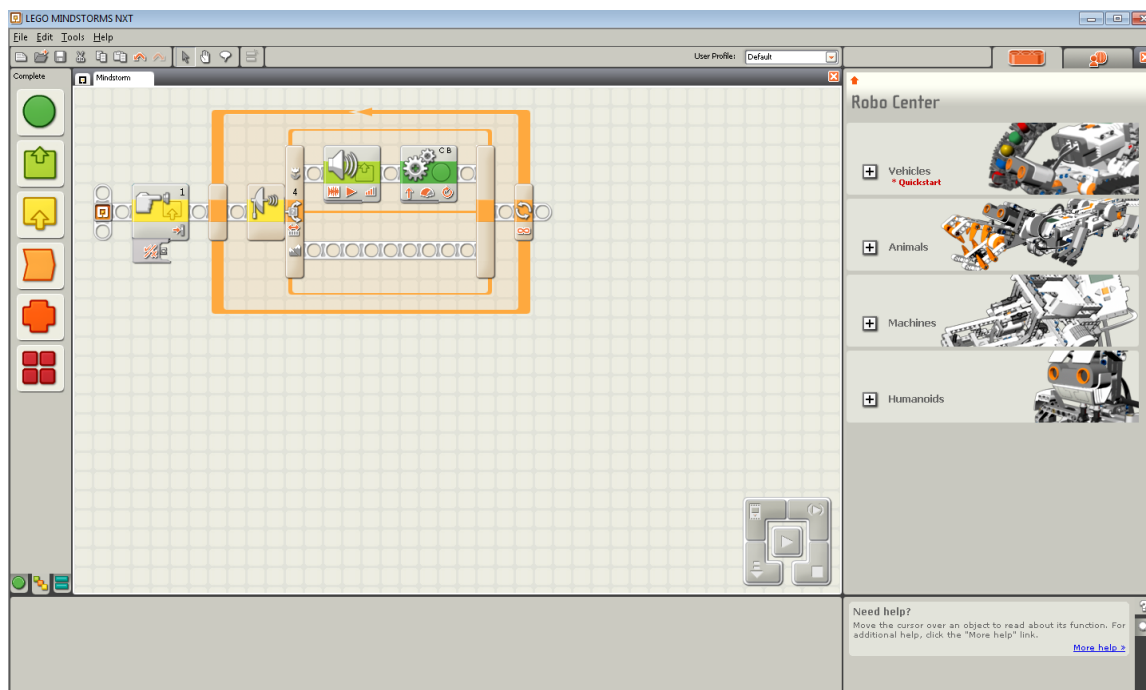 LEGO MINDSTORMS NXT
File Edit Tools Help
User Profile: Default
Complete
Mindstorm
1
4
C B
Robo Center
Vehicles
* Quickstart
Animals
Machines
Humanoids
Need help?
Move the cursor over an object to read about its function. For
additional help, click the "More help" link.
More help »
?